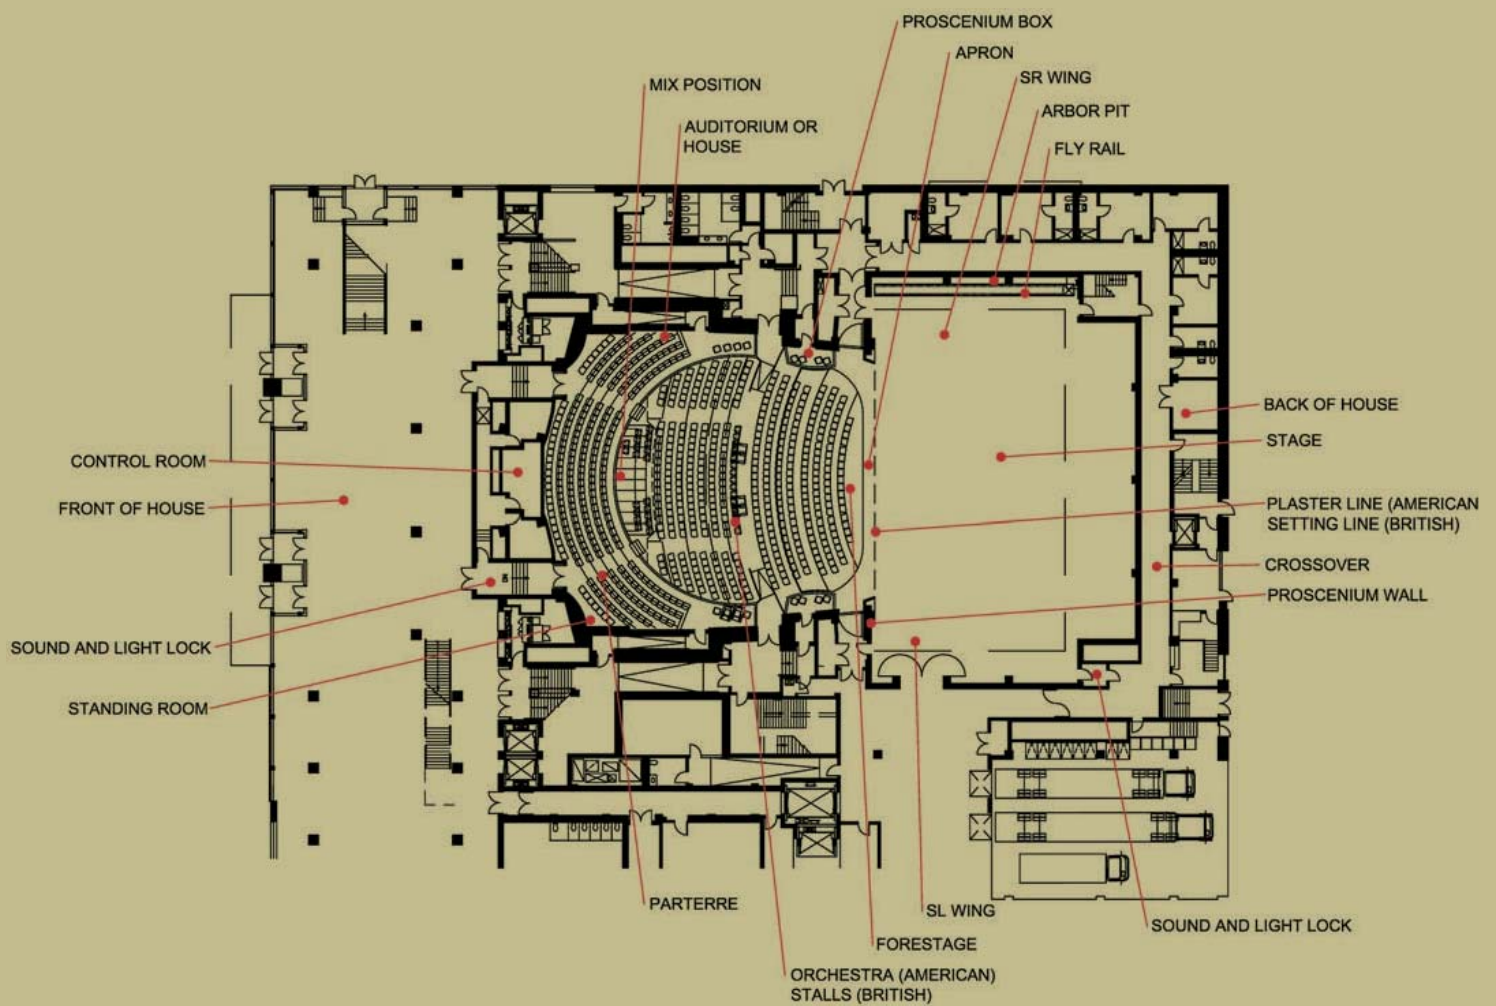 PROSCENIUM BOX
APRON
SR WING
MIX POSITION
ARBOR PIT
AUDITORIUM OR
HOUSE
FLY RAIL
BACK OF HOUSE
STAGE
CONTROL ROOM
FRONT OF HOUSE
PLASTER LINE (AMERICAN
SETTING LINE (BRITISH)
CROSSOVER
PROSCENIUM WALL
SOUND AND LIGHT LOCK
STANDING ROOM
PARTERRE
SL WING
SOUND AND LIGHT LOCK
FORESTAGE
ORCHESTRA (AMERICAN)
STALLS (BRITISH)